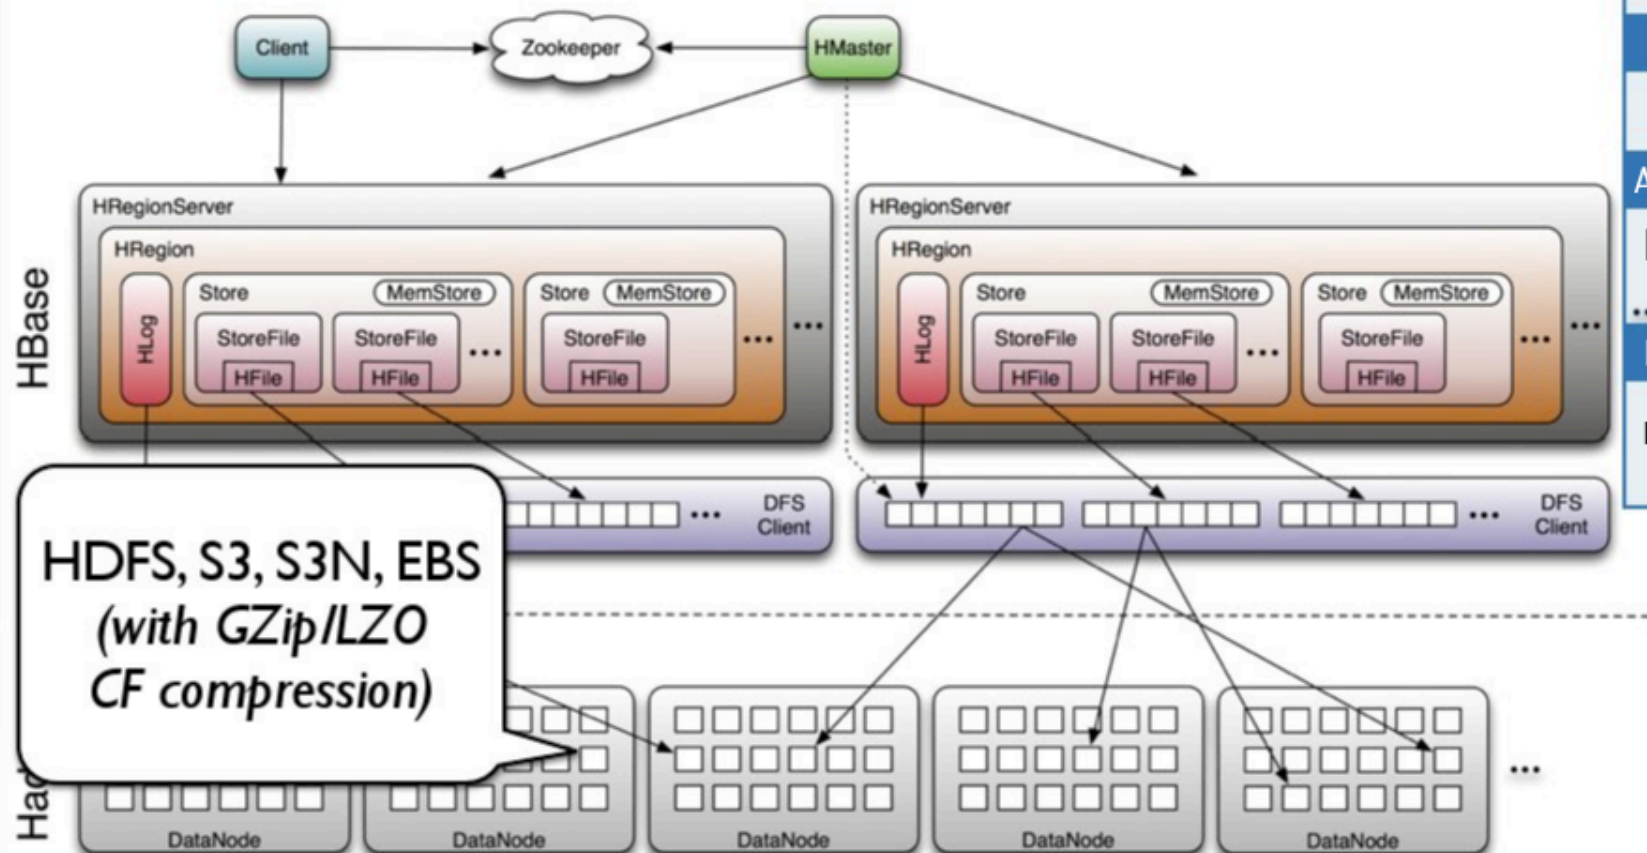 Client
Zookeeper
HMaster
HBase
HRegionServer
HRegion
HLog
Store
MemStore
StoreFile
HFile
StoreFile
HFile
...
Store
MemStore
StoreFile
HFile
...
...
HRegionServer
HRegion
HLog
Store
MemStore
StoreFile
HFile
StoreFile
HFile
...
Store
MemStore
StoreFile
HFile
...
...
...
DFS
Client
...
DFS
Client
HDFS, S3, S3N, EBS
(with GZip/LZO
CF compression)
DataNode
DataNode
DataNode
DataNode
DataNode
...